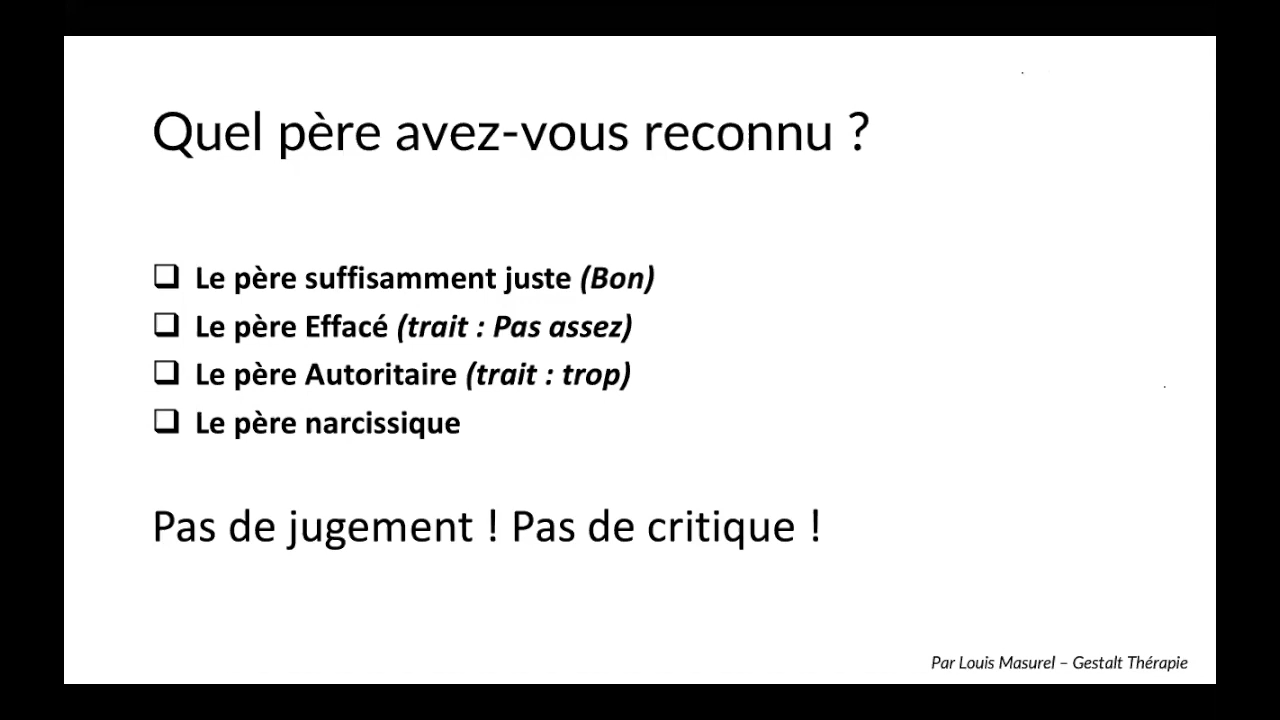 Quel père avez-vous reconnu ?
❑ Le père suffisamment juste (Bon)
❑ Le père Effacé (trait : Pas assez)
❑ Le père Autoritaire (trait : trop)
❑ Le père narcissique
Pas de jugement ! Pas de critique !
Par Louis Masurel – Gestalt Thérapie